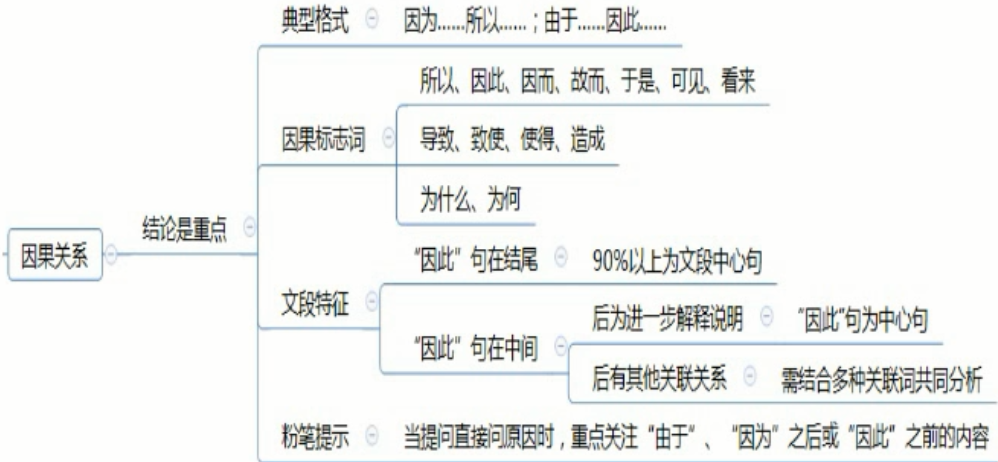 典型格式
因为……所以……；由于……因此……
所以、因此、因而、故而、于是、可见、看来
因果标志词
导致、致使、使得、造成
为什么、为何
结论是重点
因果关系
“因此”句在结尾
90%以上为文段中心句
文段特征
后为进一步解释说明
“因此”句为中心句
“因此”句在中间
后有其他关联关系
需结合多种关联词共同分析
粉笔提示
当提问直接问原因时，重点关注“由于”、“因为”之后或“因此”之前的内容